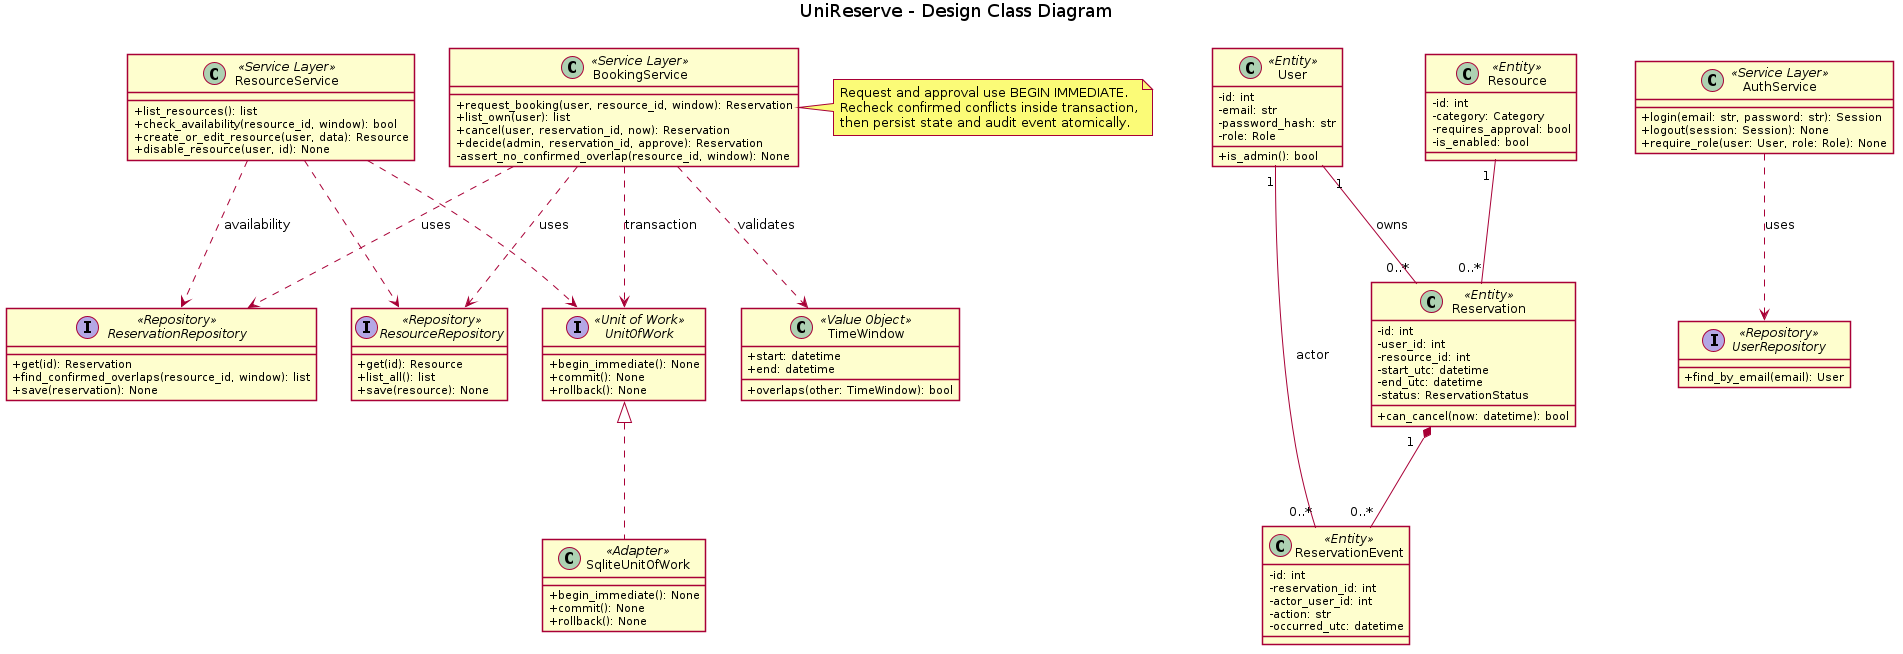 UniReserve - Design Class Diagram
«Service Layer»
ResourceService
+list_resources(): list
+check_availability(resource_id, window): bool
+create_or_edit_resource(user, data): Resource
+disable_resource(user, id): None
«Service Layer»
BookingService
+request_booking(user, resource_id, window): Reservation
+list_own(user): list
+cancel(user, reservation_id, now): Reservation
+decide(admin, reservation_id, approve): Reservation
-assert_no_confirmed_overlap(resource_id, window): None
Request and approval use BEGIN IMMEDIATE.
Recheck confirmed conflicts inside transaction,
then persist state and audit event atomically.
«Entity»
User
-id: int
-email: str
-password_hash: str
-role: Role
+is_admin(): bool
«Entity»
Resource
-id: int
-category: Category
-requires_approval: bool
-is_enabled: bool
«Service Layer»
AuthService
+login(email: str, password: str): Session
+logout(session: Session): None
+require_role(user: User, role: Role): None
availability
uses
uses
transaction
validates
1
1
owns
0..*
1
0..*
uses
«Repository»
ReservationRepository
+get(id): Reservation
+find_confirmed_overlaps(resource_id, window): list
+save(reservation): None
«Repository»
ResourceRepository
+get(id): Resource
+list_all(): list
+save(resource): None
«Unit of Work»
UnitOfWork
+begin_immediate(): None
+commit(): None
+rollback(): None
«Value Object»
TimeWindow
+start: datetime
+end: datetime
+overlaps(other: TimeWindow): bool
actor
«Entity»
Reservation
-id: int
-user_id: int
-resource_id: int
-start_utc: datetime
-end_utc: datetime
-status: ReservationStatus
+can_cancel(now: datetime): bool
«Repository»
UserRepository
+find_by_email(email): User
1
0..*
0..*
«Adapter»
SqliteUnitOfWork
+begin_immediate(): None
+commit(): None
+rollback(): None
«Entity»
ReservationEvent
-id: int
-reservation_id: int
-actor_user_id: int
-action: str
-occurred_utc: datetime